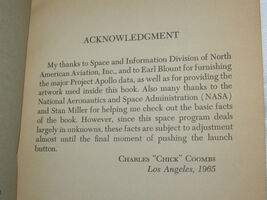 ACKNOWLEDGMENT
My thanks to Space and Information Division of North
American Aviation, Inc., and to Earl Blount for furnishing
the major Project Apollo data, as well as for providing the
artwork used inside this book. Also many thanks to the
National Aeronautics and Space Administration (NASA)
and Stan Miller for helping me check out the basic facts
of the book. However, since this space program deals
largely in unknowns, these facts are subject to adjustment
almost until the final moment of pushing the launch
button.
CHARLES "CHICK" COOMBS
Los Angeles, 1965